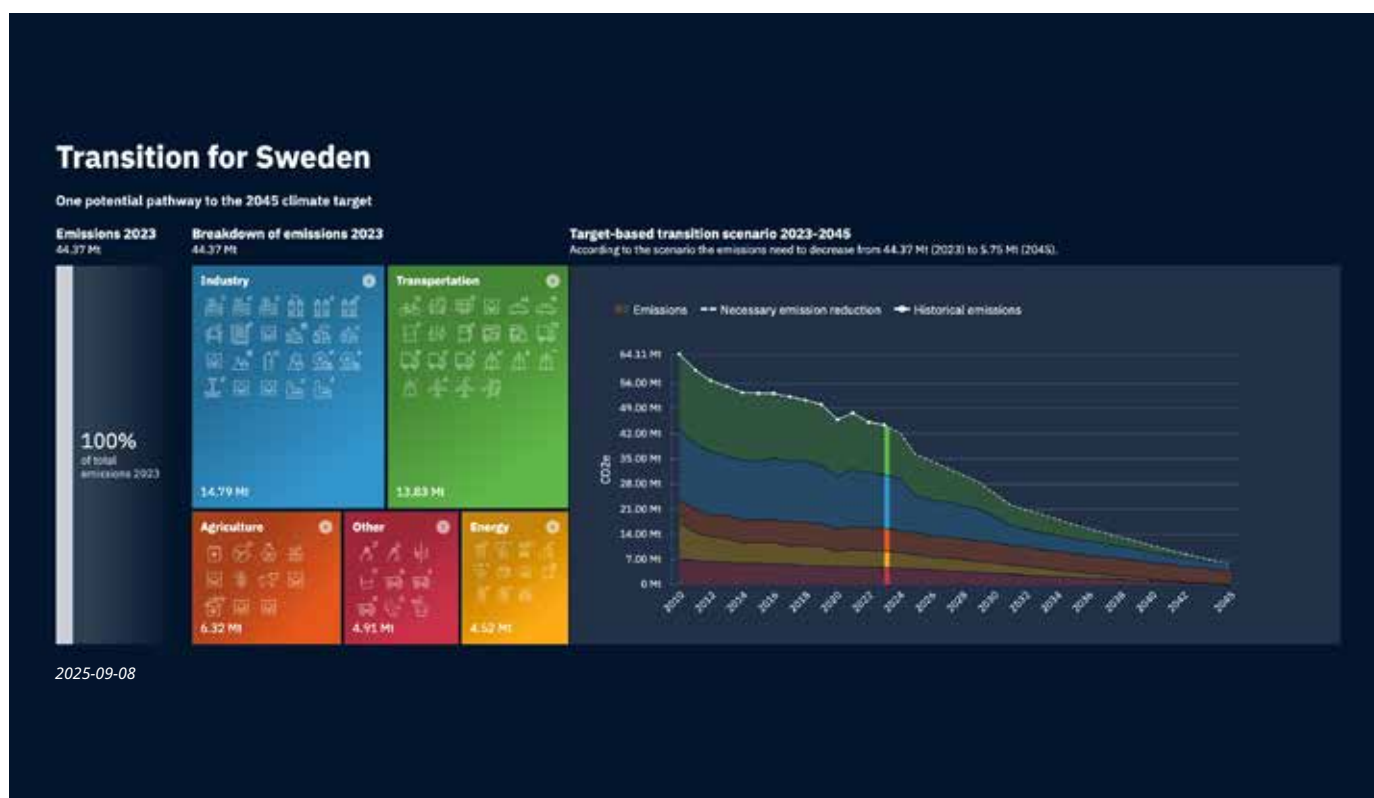 Transition for Sweden
One potential pathway to the 2045 climate target
Emissions 2023
44.37 Mt
100%
of total
emissions 2023
Breakdown of emissions 2023
44.37 Mt
Industry
14.79 Mt
Transportation
13.83 Mt
Agriculture
6.32 Mt
Other
4.91 Mt
Energy
4.52 Mt
Target-based transition scenario 2023-2045
According to the scenario the emissions need to decrease from 44.37 Mt (2023) to 5.75 Mt (2045).
Emissions Necessary emission reduction Historical emissions
CO2e
64.11 Mt
56.00 Mt
49.00 Mt
42.00 Mt
35.00 Mt
28.00 Mt
21.00 Mt
14.00 Mt
7.00 Mt
0 Mt
2010 2012 2014 2016 2018 2020 2022 2024 2026 2028 2030 2032 2034 2036 2038 2040 2042 2045
2025-09-08